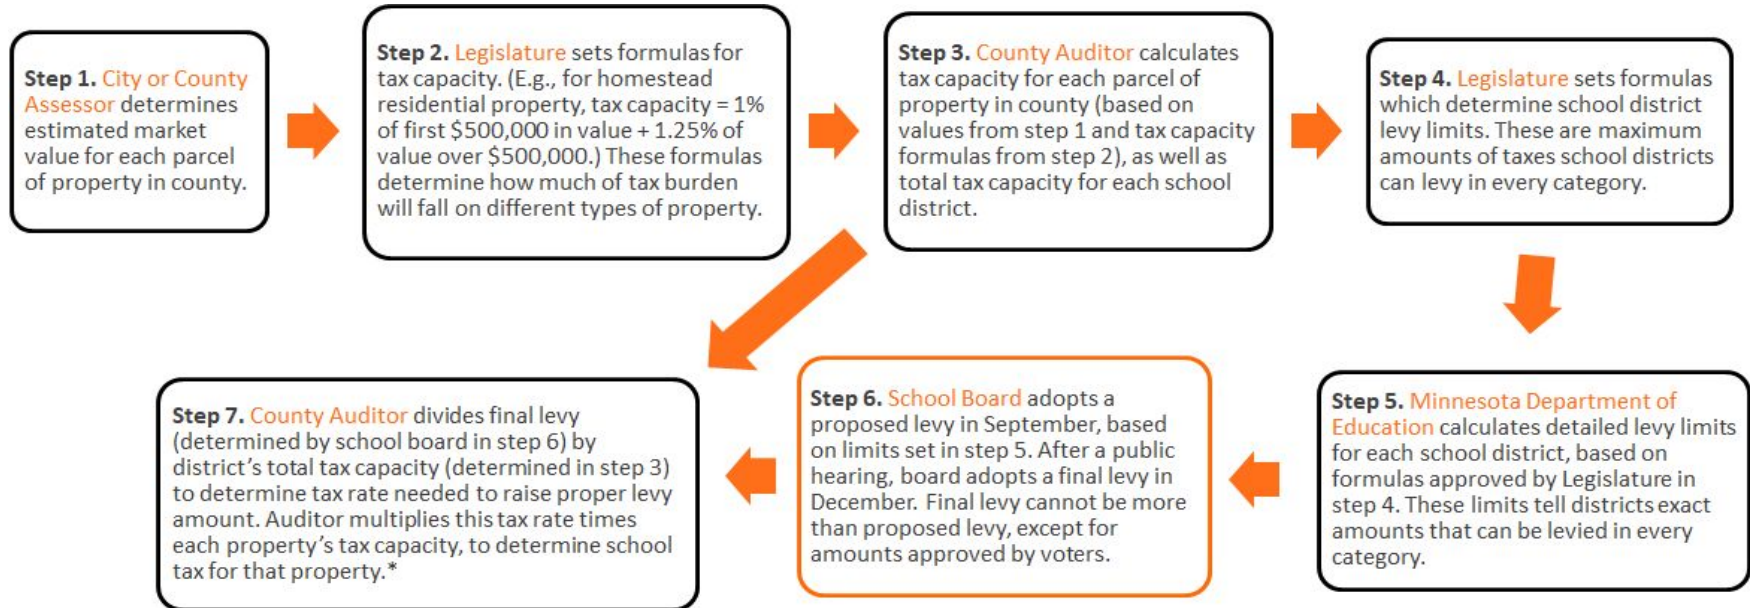 Step 1. City or County
Assessor determines
estimated market
value for each parcel
of property in county.
Step 2. Legislature sets formulas for
tax capacity. (E.g., for homestead
residential property, tax capacity = 1%
of first $500,000 in value + 1.25% of
value over $500,000.) These formulas
determine how much of tax burden
will fall on different types of property.
Step 3. County Auditor calculates
tax capacity for each parcel of
property in county (based on
values from step 1 and tax capacity
formulas from step 2), as well as
total tax capacity for each school
district.
Step 4. Legislature sets formulas
which determine school district
levy limits. These are maximum
amounts of taxes school districts
can levy in every category.
Step 5. Minnesota Department of
Education calculates detailed levy limits
for each school district, based on
formulas approved by Legislature in
step 4. These limits tell districts exact
amounts that can be levied in every
category.
Step 6. School Board adopts a
proposed levy in September, based
on limits set in step 5. After a public
hearing, board adopts a final levy in
December. Final levy cannot be more
than proposed levy, except for
amounts approved by voters.
Step 7. County Auditor divides final levy
(determined by school board in step 6) by
district’s total tax capacity (determined in step 3)
to determine tax rate needed to raise proper levy
amount. Auditor multiplies this tax rate times
each property’s tax capacity, to determine school
tax for that property.*